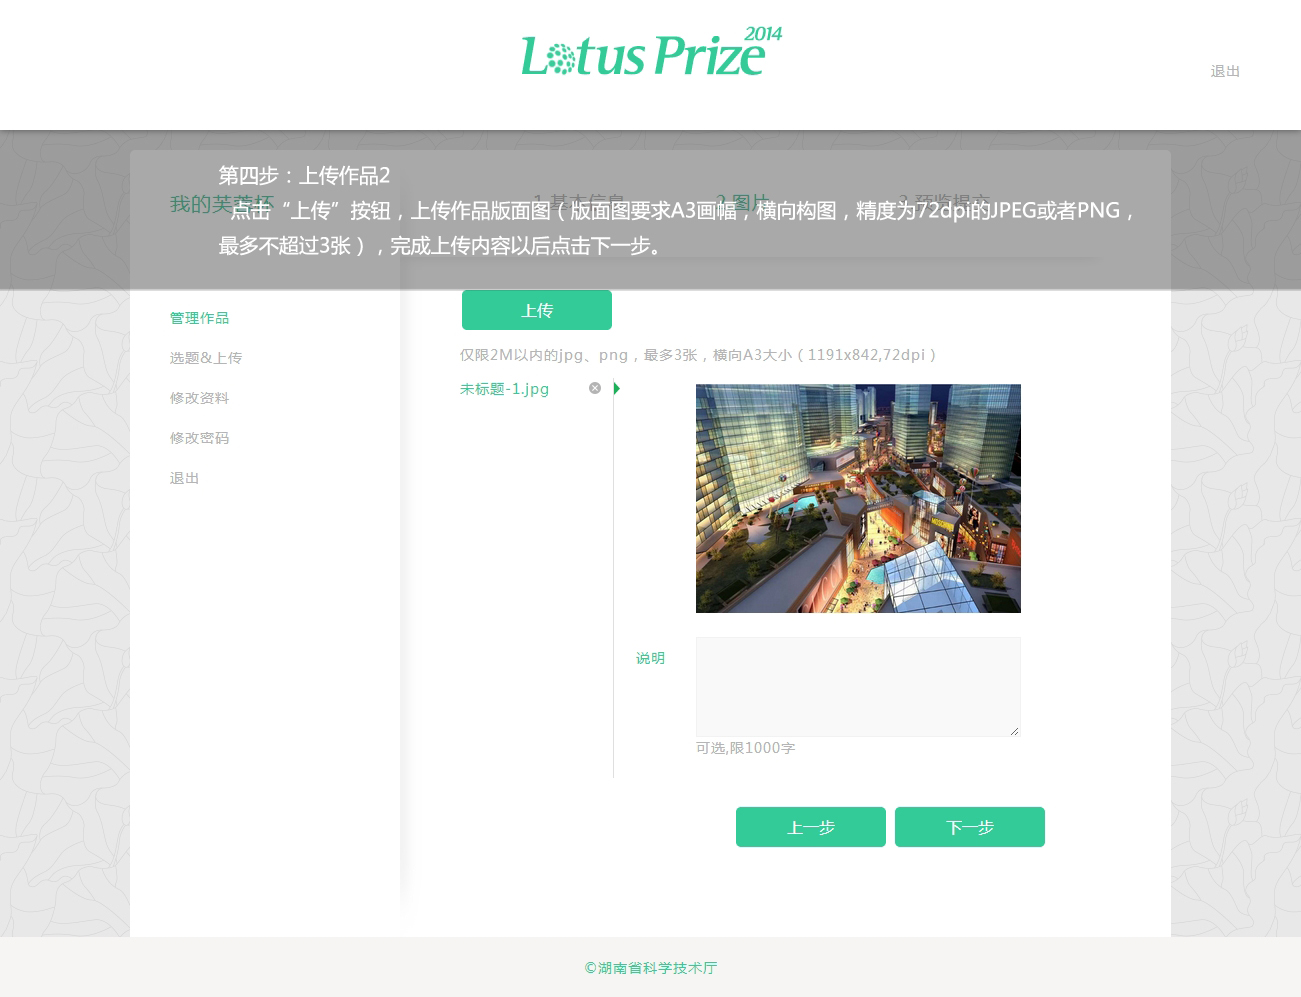 Lotus Prize 2014
退出
第四步：上传作品2
我的芙蓉杯
1.基本信息 2.图片 3.预览提交
点击“上传”按钮，上传作品版面图（版面图要求A3画幅，横向构图，精度为72dpi的JPEG或者PNG，
最多不超过3张），完成上传内容以后点击下一步。
上传
仅限2M以内的jpg、png，最多3张，横向A3大小（1191x842,72dpi）
未标题-1.jpg
管理作品
选题&上传
修改资料
修改密码
退出
说明
可选,限1000字
上一步
下一步
©湖南省科学技术厅